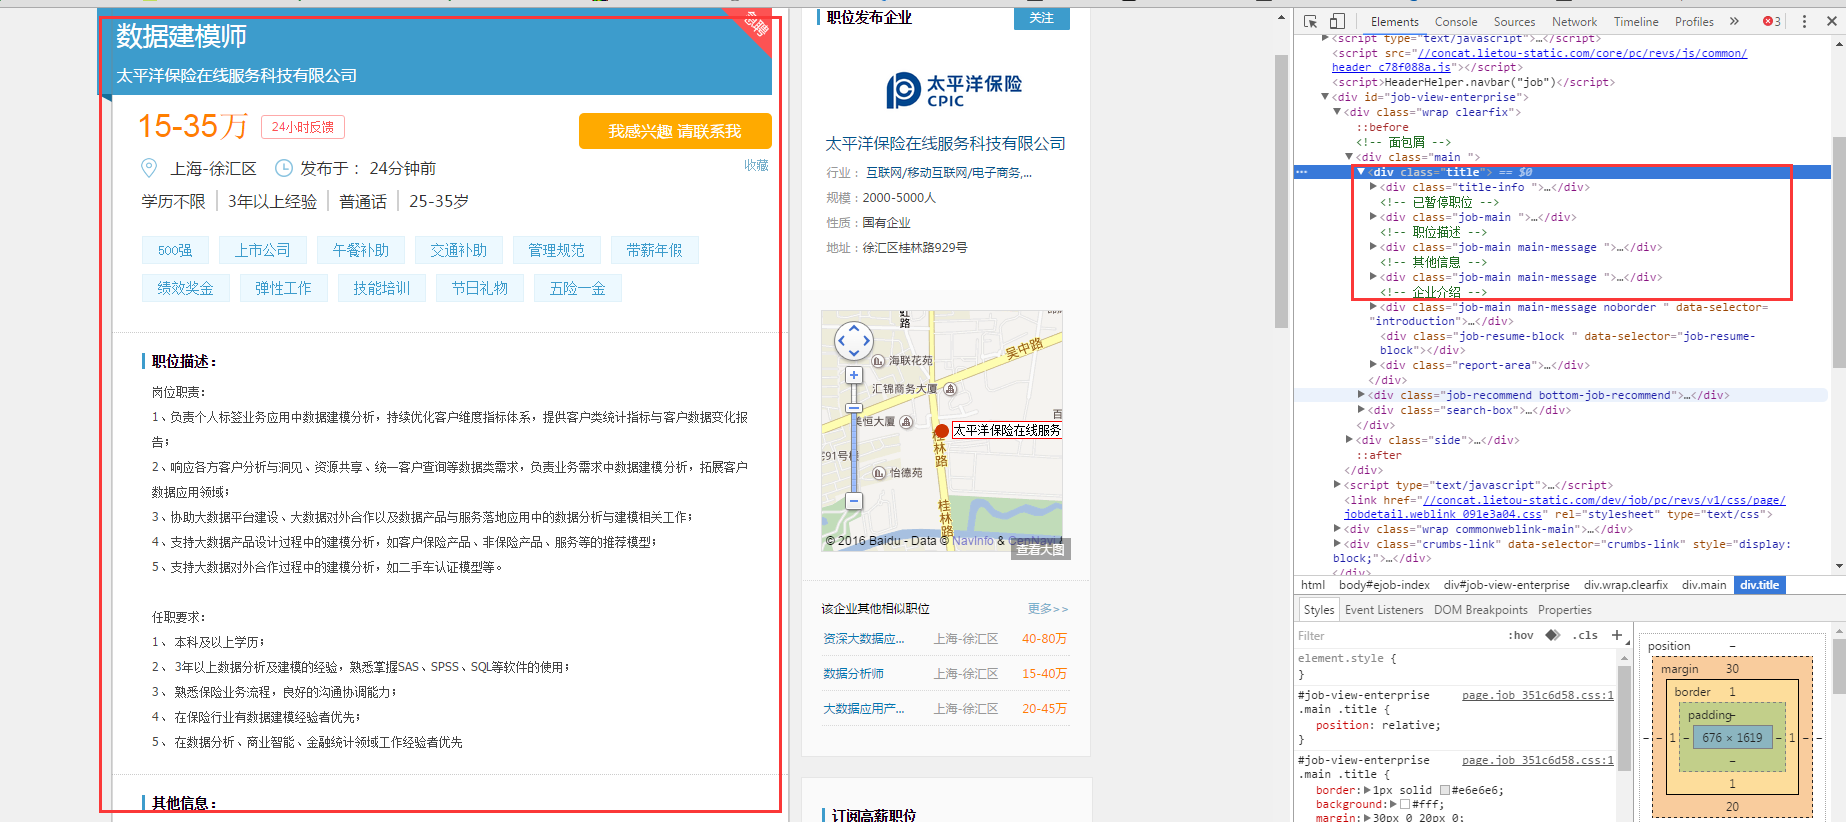 数据建模师
急聘
太平洋保险在线服务科技有限公司
15-35万
24小时反馈
我感兴趣 请联系我
上海-徐汇区
发布于： 24分钟前
收藏
学历不限
3年以上经验
普通话
25-35岁
500强
上市公司
午餐补助
交通补助
管理规范
带薪年假
绩效奖金
弹性工作
技能培训
节日礼物
五险一金
职位描述：
岗位职责：
1、负责个人标签业务应用中数据建模分析，持续优化客户维度指标体系，提供客户类统计指标与客户数据变化报
告；
2、响应各方客户分析与洞见、资源共享、统一客户查询等数据类需求，负责业务需求中数据建模分析，拓展客户
数据应用领域；
3、协助大数据平台建设、大数据对外合作以及数据产品与服务落地应用中的数据分析与建模相关工作；
4、支持大数据产品设计过程中的建模分析，如客户保险产品、非保险产品、服务等的推荐模型；
5、支持大数据对外合作过程中的建模分析，如二手车认证模型等。
任职要求：
1、 本科及以上学历；
2、 3年以上数据分析及建模的经验，熟悉掌握SAS、SPSS、SQL等软件的使用；
3、 熟悉保险业务流程，良好的沟通协调能力；
4、 在保险行业有数据建模经验者优先；
5、 在数据分析、商业智能、金融统计领域工作经验者优先
其他信息：
职位发布企业
关注
太平洋保险
CPIC
太平洋保险在线服务科技有限公司
行业： 互联网/移动互联网/电子商务,...
规模：2000-5000人
性质：国有企业
地址： 徐汇区桂林路929号
虹路
吴中路
海联花苑
汇锦商务大厦
美恒大厦
百
桂林路
太平洋保险在线服务
怡德苑
桂林路
© 2016 Baidu - Data © NavInfo & CenNavi
查看大图
该企业其他相似职位
更多>>
资深大数据应...
上海-徐汇区
40-80万
数据分析师
上海-徐汇区
15-40万
大数据应用产...
上海-徐汇区
20-45万
订阅高薪职位
Elements Console Sources Network Timeline Profiles » 3
<script type="text/javascript">…</script>
<script src="//concat.lietou-static.com/core/pc/revs/js/common/
header_c78f088a.js"></script>
<script>HeaderHelper.navbar("job")</script>
<div id="job-view-enterprise">
<div class="wrap clearfix">
::before
<!-- 面包屑 -->
<div class="main ">
<div class="title"> == $0
<div class="title-info ">…</div>
<!-- 已暂停职位 -->
<div class="job-main ">…</div>
<!-- 职位描述 -->
<div class="job-main main-message ">…</div>
<!-- 其他信息 -->
<div class="job-main main-message ">…</div>
<!-- 企业介绍 -->
<div class="job-main main-message noborder " data-selector=
"introduction">…</div>
<div class="job-resume-block " data-selector="job-resume-
block"></div>
<div class="report-area">…</div>
</div>
<div class="job-recommend bottom-job-recommend">…</div>
<div class="search-box">…</div>
</div>
<div class="side">…</div>
::after
</div>
<script type="text/javascript">…</script>
<link href="//concat.lietou-static.com/dev/job/pc/revs/v1/css/page/
jobdetail.weblink_091e3a04.css" rel="stylesheet" type="text/css">
<div class="wrap commonweblink-main">…</div>
<div class="crumbs-link" data-selector="crumbs-link" style="display:
block;">…</div>
</div>
html body#ejob-index div#job-view-enterprise div.wrap.clearfix div.main div.title
Styles Event Listeners DOM Breakpoints Properties
Filter :hov .cls +
element.style {
}
#job-view-enterprise page.job_351c6d58.css:1
.main .title {
position: relative;
}
#job-view-enterprise page.job_351c6d58.css:1
.main .title {
border: 1px solid #e6e6e6;
background: #fff;
margin: 30px 0 20px 0;
position -
margin 30
border 1
padding -
- - 1 - 676 × 1619 - 1 - -
-
1
20